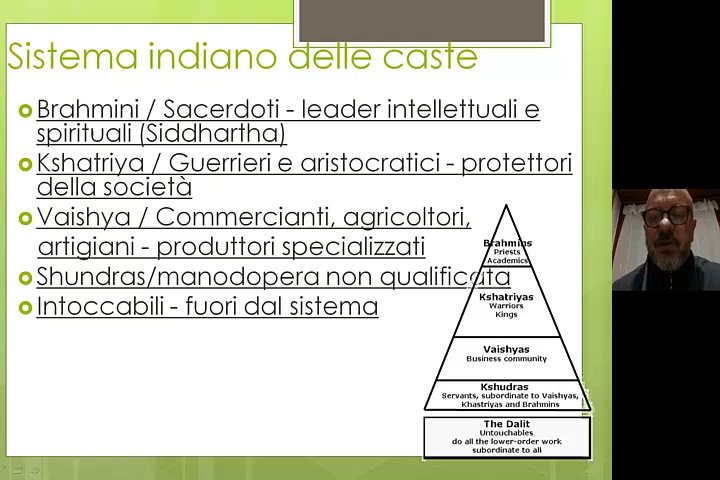 Sistema indiano delle caste
Brahmini / Sacerdoti - leader intellettuali e
spirituali (Siddhartha)
Kshatriya / Guerrieri e aristocratici - protettori
della società
Vaishya / Commercianti, agricoltori,
artigiani - produttori specializzati
Shundras/manodopera non qualificata
Intoccabili - fuori dal sistema
Brahmins
Priests
Academics
Kshatriyas
Warriors
Kings
Vaishyas
Business community
Kshudras
Servants, subordinate to Vaishyas,
Khastriyas and Brahmins
The Dalit
Untouchables
do all the lower-order work
subordinate to all